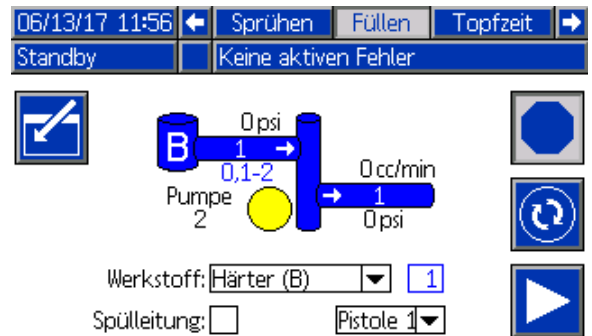 06/13/17 11:56 Sprühen Füllen Topfzeit
Standby Keine aktiven Fehler
0 psi
B 1
0,1-2
0 cc/min
Pumpe
2
1
0 psi
Werkstoff: Härter (B) 1
Spülleitung: Pistole 1